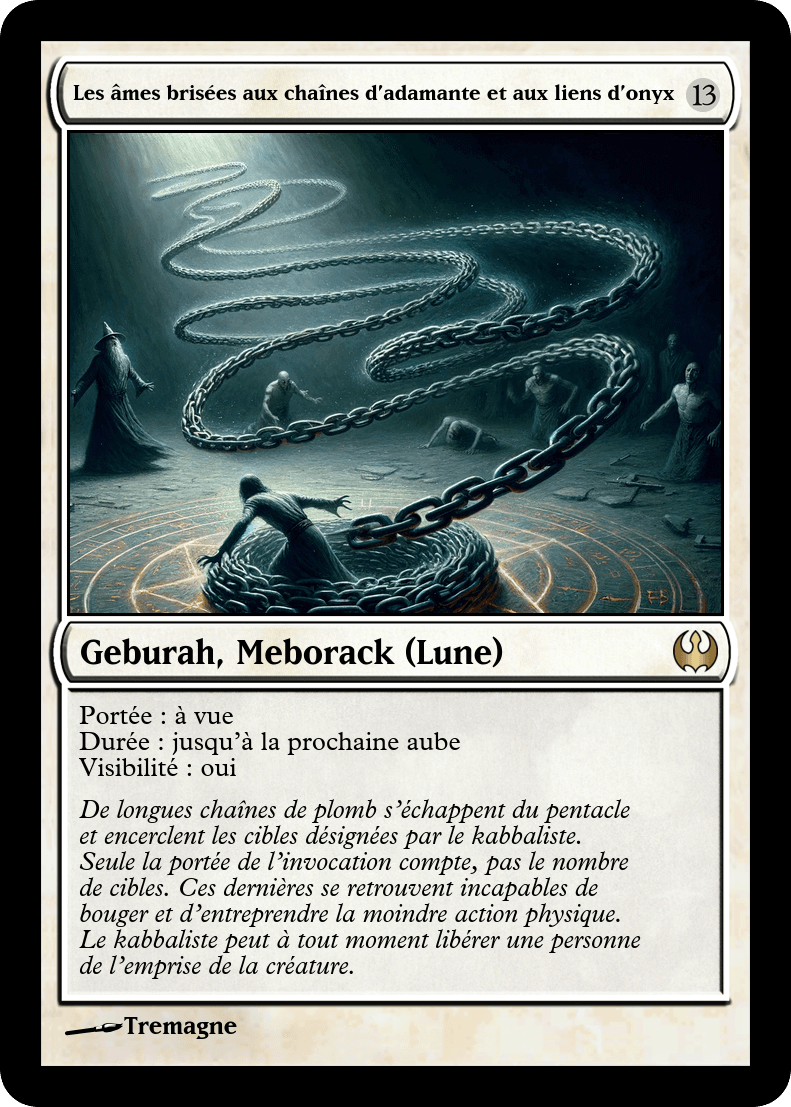 Les âmes brisées aux chaînes d'adamante et aux liens d'onyx 13
Geburah, Meborack (Lune)
Portée : à vue
Durée : jusqu'à la prochaine aube
Visibilité : oui
De longues chaînes de plomb s'échappent du pentacle
et encerclent les cibles désignées par le kabbaliste.
Seule la portée de l'invocation compte, pas le nombre
de cibles. Ces dernières se retrouvent incapables de
bouger et d'entreprendre la moindre action physique.
Le kabbaliste peut à tout moment libérer une personne
de l'emprise de la créature.
Tremagne